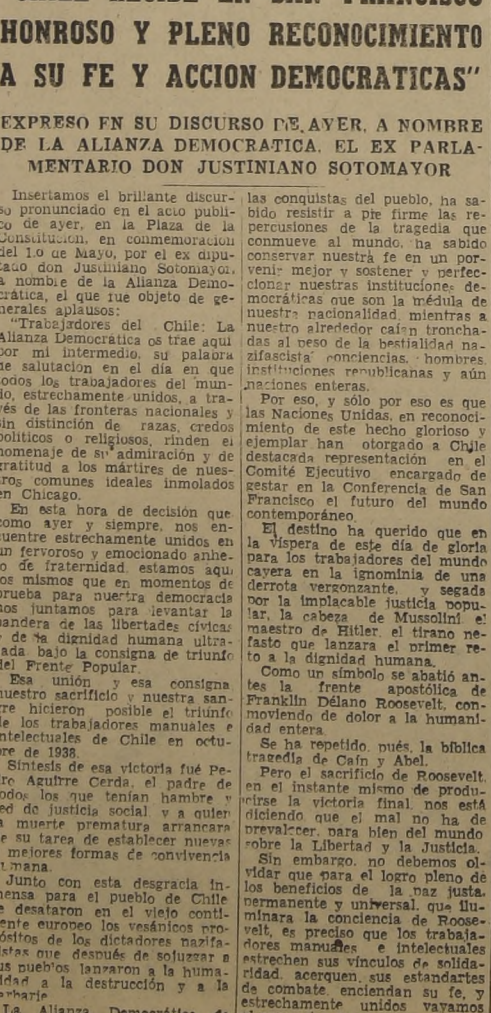 HONROSO Y PLENO RECONOCIMIENTO
A SU FE Y ACCION DEMOCRATICAS"
EXPRESO EN SU DISCURSO DE AYER, A NOMBRE
DE LA ALIANZA DEMOCRATICA, EL EX PARLA-
MENTARIO DON JUSTINIANO SOTOMAYOR
Insertamos el brillante discur-
so pronunciado en el acto públi-
co de ayer, en la Plaza de la
Constitución, en conmemoración
del 1.o de Mayo, por el ex dipu-
tado don Justiniano Sotomayor,
a nombre de la Alianza Demo-
crática, el que fue objeto de ge-
nerales aplausos:
"Trabajadores del Chile: La
Alianza Democrática os trae aquí
por mi intermedio, su palabra
de salutación en el día en que
todos los trabajadores del mun-
do, estrechamente unidos, a tra-
vés de las fronteras nacionales y
sin distinción de razas, credos
políticos o religiosos, rinden el
homenaje de su admiración y de
gratitud a los mártires de nues-
tros comunes ideales inmolados
en Chicago.
En esta hora de decisión que
como ayer y siempre, nos en-
cuentre estrechamente unidos en
un fervoroso y emocionado anhe-
lo de fraternidad, estamos aquí
los mismos que en momentos de
prueba para nuestra democracia
nos juntamos para levantar la
bandera de las libertades cívicas
y de la dignidad humana ultra-
jada bajo la consigna de triunfo
del Frente Popular.
Esa unión y esa consigna
nuestro sacrificio y nuestra san-
gre hicieron posible el triunfo
de los trabajadores manuales e
intelectuales de Chile en octu-
bre de 1938.
Síntesis de esa victoria fué Pe-
dro Aguirre Cerda, el padre de
todos los que tenían hambre y
sed de justicia social y a quien
la muerte prematura arrancara
de su tarea de establecer nuevas
y mejores formas de convivencia
humana.
Junto con esta desgracia in-
mensa para el pueblo de Chile
se desataron en el viejo conti-
nente europeo los vesánicos pro-
pósitos de los dictadores nazifa-
cistas que después de sojuzgar a
sus pueblos lanzaron a la huma-
nidad a la destrucción y a la
barbarie
La Alianza Democrática de
las conquistas del pueblo, ha sa-
bido resistir a pie firme las re-
percusiones de la tragedia que
conmueve al mundo, ha sabido
conservar nuestra fe en un por-
venir mejor y sostener y perfec-
cionar nuestras instituciones de-
mocráticas que son la médula de
nuestra nacionalidad, mientras a
nuestro alrededor caían troncha-
das al peso de la bestialidad na-
zifascista conciencias, hombres,
instituciones republicanas y aún
naciones enteras.
Por eso, y sólo por eso es que
las Naciones Unidas, en reconoci-
miento de este hecho glorioso y
ejemplar han otorgado a Chile
destacada representación en el
Comité Ejecutivo encargado de
gestar en la Conferencia de San
Francisco el futuro del mundo
contemporáneo.
El destino ha querido que en
la víspera de este día de gloria
para los trabajadores del mundo
cayera en la ignominia de una
derrota vergonzante, y segada
por la implacable justicia popu-
lar, la cabeza de Mussolini, el
maestro de Hitler, el tirano ne-
fasto que lanzara el primer re-
to a la dignidad humana.
Como un símbolo se abatió an-
tes la frente apostólica de
Franklin Délano Roosevelt, con-
moviendo de dolor a la humani-
dad entera.
Se ha repetido, pués, la bíblica
tragedia de Caín y Abel.
Pero el sacrificio de Roosevelt,
en el instante mismo de produ-
cirse la victoria final, nos está
diciendo que el mal no ha de
prevalecer, para bien del mundo
sobre la Libertad y la Justicia.
Sin embargo, no debemos ol-
vidar que para el logro pleno de
los beneficios de la paz justa,
permanente y universal, que ilu-
minara la conciencia de Roose-
velt, es preciso que los trabaja-
dores manuales e intelectuales
estrechen sus vínculos de solida-
ridad, acerquen, sus estandartes
de combate, enciendan su fe, y
estrechamente unidos vayamos